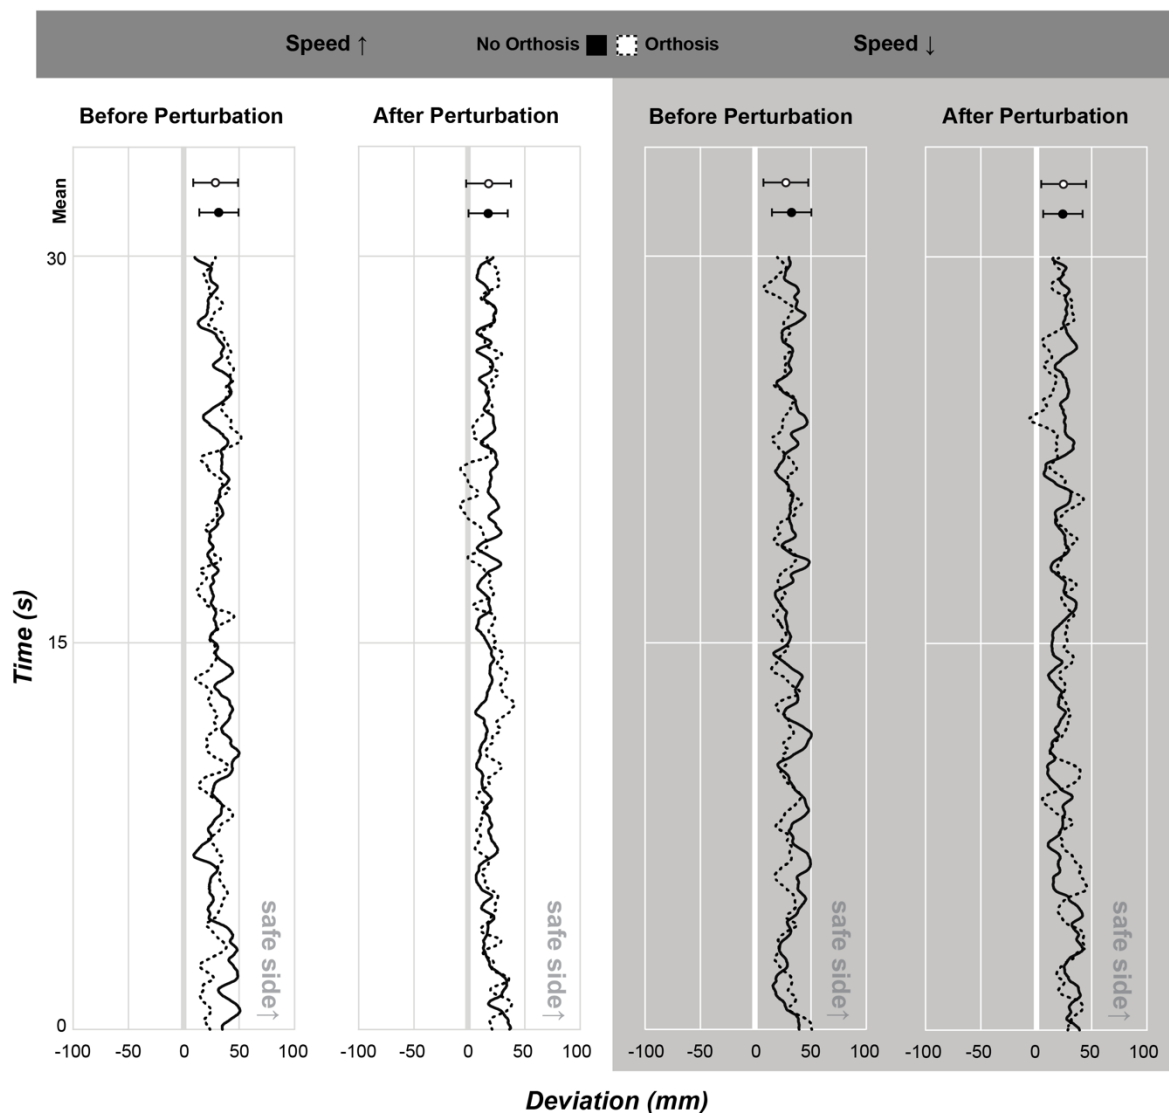 Speed ↑ No Orthosis Orthosis Speed ↓
Before Perturbation After Perturbation Before Perturbation After Perturbation
Mean
30
15
0
Time (s)
safe side↑ safe side↑ safe side↑ safe side↑
-100 -50 0 50 100 -100 -50 0 50 100 -100 -50 0 50 100 -100 -50 0 50 100
Deviation (mm)